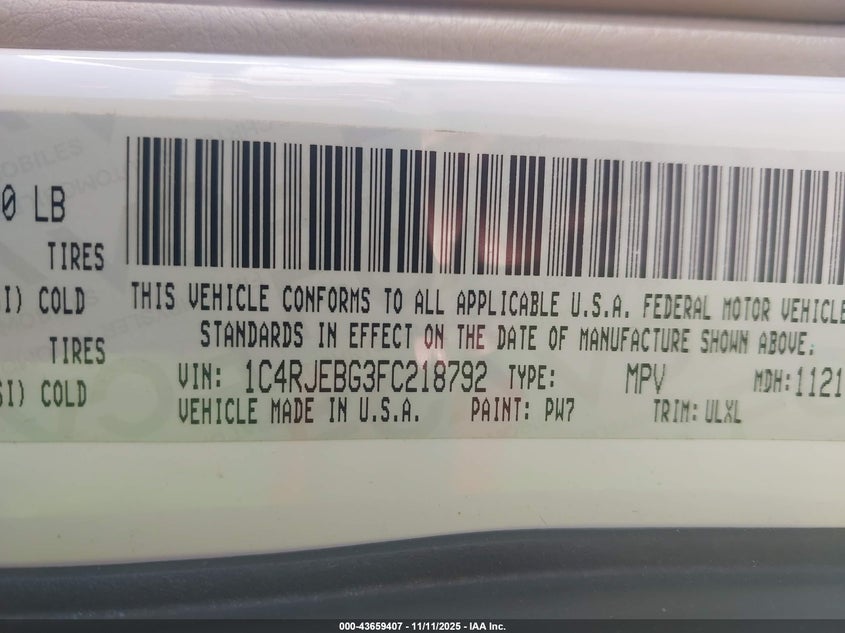 0 LB
TIRES
SI) COLD
TIRES
SI) COLD
THIS VEHICLE CONFORMS TO ALL APPLICABLE U.S.A. FEDERAL MOTOR VEHICLE
STANDARDS IN EFFECT ON THE DATE OF MANUFACTURE SHOWN ABOVE.
VIN: 1C4RJEBG3FC218792 TYPE: MPV MDH:1121
VEHICLE MADE IN U.S.A. PAINT: PW7 TRIM: ULXL
000-43659407 - 11/11/2025 - IAA Inc.